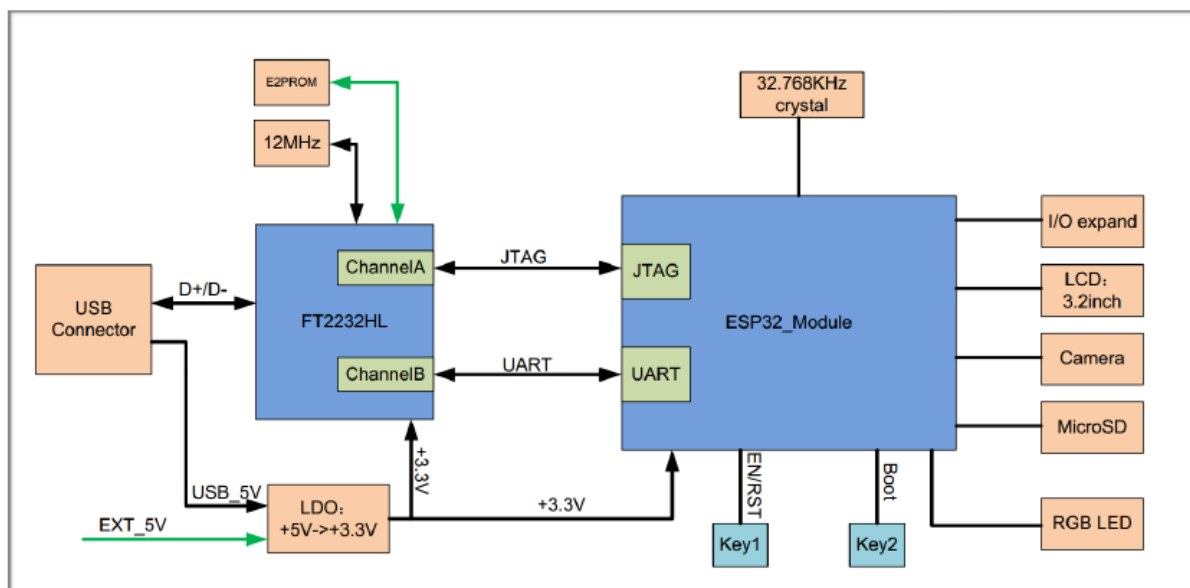 E2PROM
12MHz
32.768KHz
crystal
USB
Connector
D+/D-
FT2232HL
ChannelA
ChannelB
JTAG
UART
JTAG
UART
ESP32_Module
I/O expand
LCD：
3.2inch
Camera
MicroSD
RGB LED
USB_5V
EXT_5V
LDO：
+5V->+3.3V
+3.3V
+3.3V
EN/RST
Boot
Key1
Key2